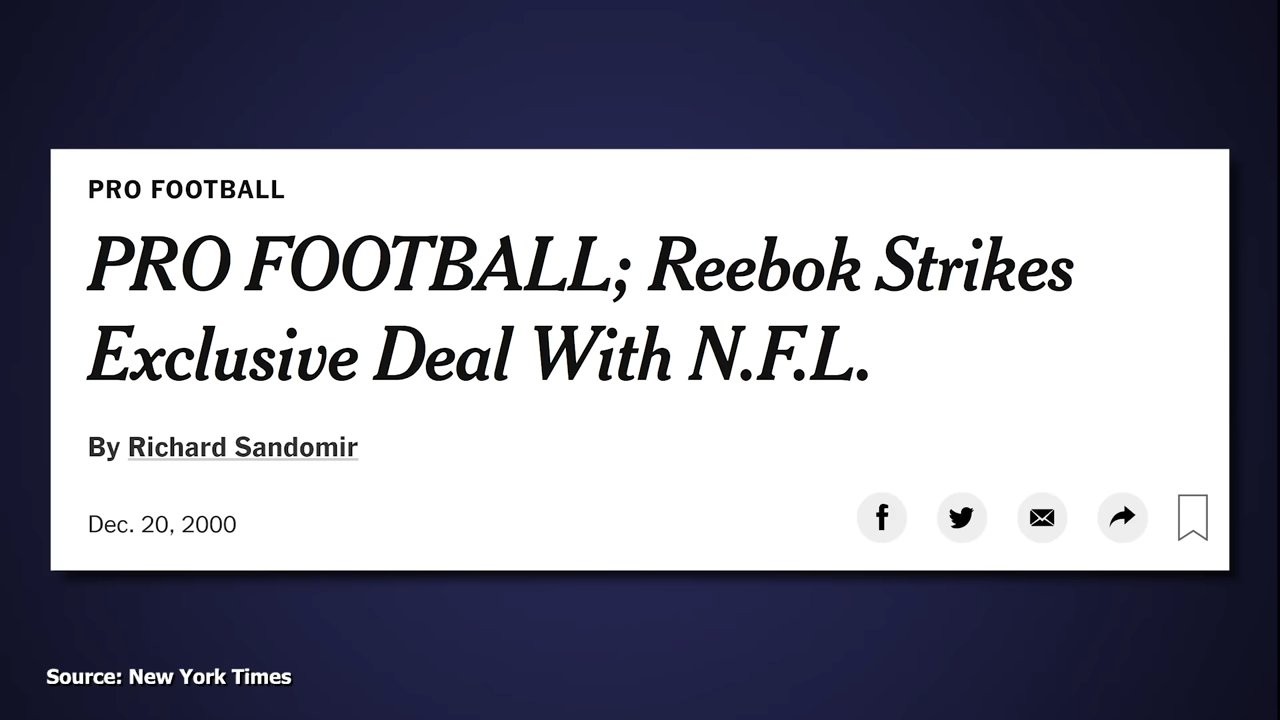 PRO FOOTBALL
PRO FOOTBALL; Reebok Strikes
Exclusive Deal With N.F.L.
By Richard Sandomir
Dec. 20, 2000
Source: New York Times